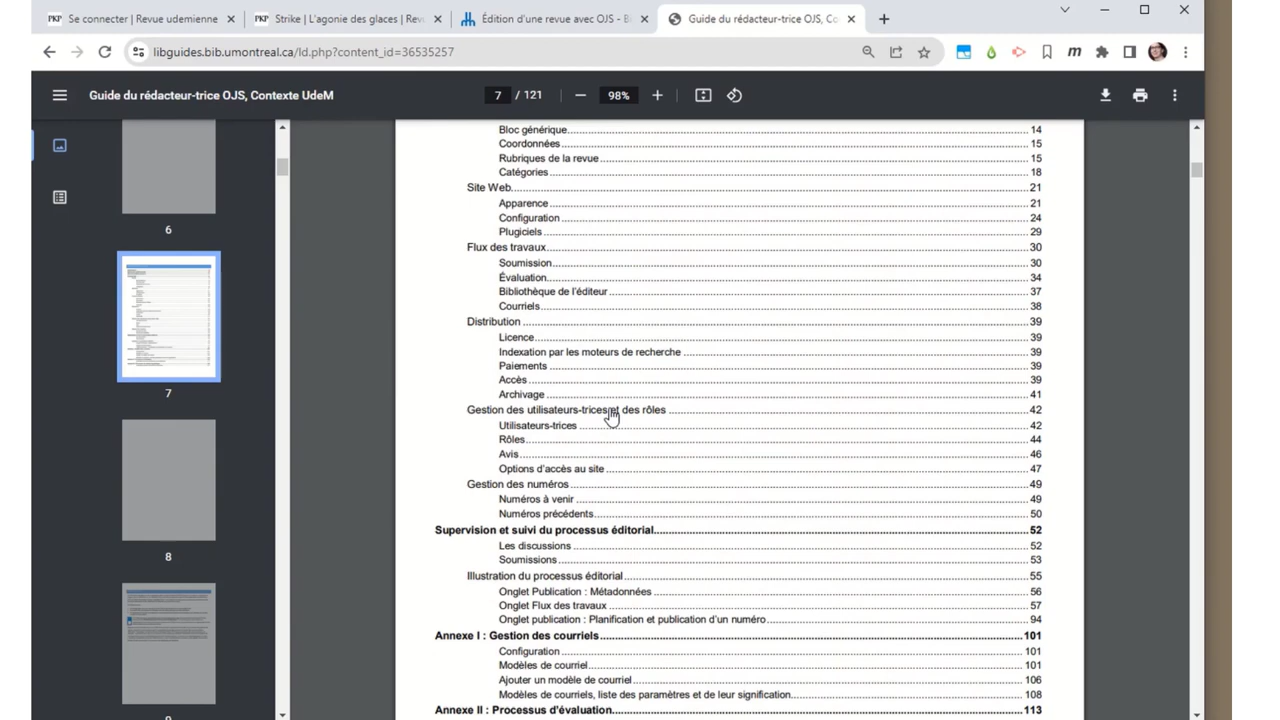 Se connecter | Revue udemienne
Strike | L'agonie des glaces | Rev
Édition d'une revue avec OJS - B
Guide du rédacteur-trice OJS, Co
libguides.bib.umontreal.ca/ld.php?content_id=36535257
Guide du rédacteur-trice OJS, Contexte UdeM
7 / 121
98%
6
7
8
Bloc générique 14
Coordonnées 15
Rubriques de la revue 15
Catégories 18
Site Web 21
Apparence 21
Configuration 24
Plugiciels 29
Flux des travaux 30
Soumission 30
Évaluation 34
Bibliothèque de l'éditeur 37
Courriels 38
Distribution 39
Licence 39
Indexation par les moteurs de recherche 39
Paiements 39
Accès 39
Archivage 41
Gestion des utilisateurs-trices et des rôles 42
Utilisateurs-trices 42
Rôles 44
Avis 46
Options d'accès au site 47
Gestion des numéros 49
Numéros à venir 49
Numéros précédents 50
Supervision et suivi du processus éditorial 52
Les discussions 52
Soumissions 53
Illustration du processus éditorial 55
Onglet Publication : Métadonnées 56
Onglet Flux des travaux 57
Onglet publication : Planification et publication d'un numéro 94
Annexe I : Gestion des courriels 101
Configuration 101
Modèles de courriel 101
Ajouter un modèle de courriel 106
Modèles de courriels, liste des paramètres et de leur signification 108
Annexe II : Processus d'évaluation 113